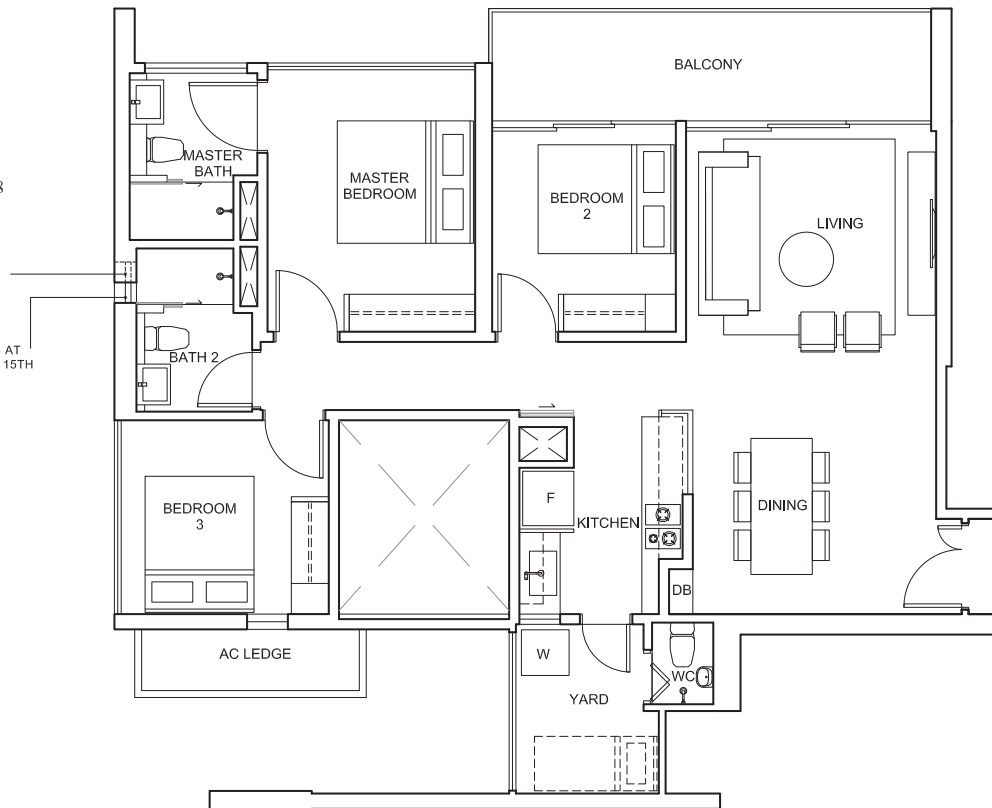 BALCONY
MASTER
BATH
MASTER
BEDROOM
BEDROOM
2
LIVING
8
AT
15TH
BATH 2
BEDROOM
3
F
KITCHEN
DINING
DB
AC LEDGE
W
WC
YARD